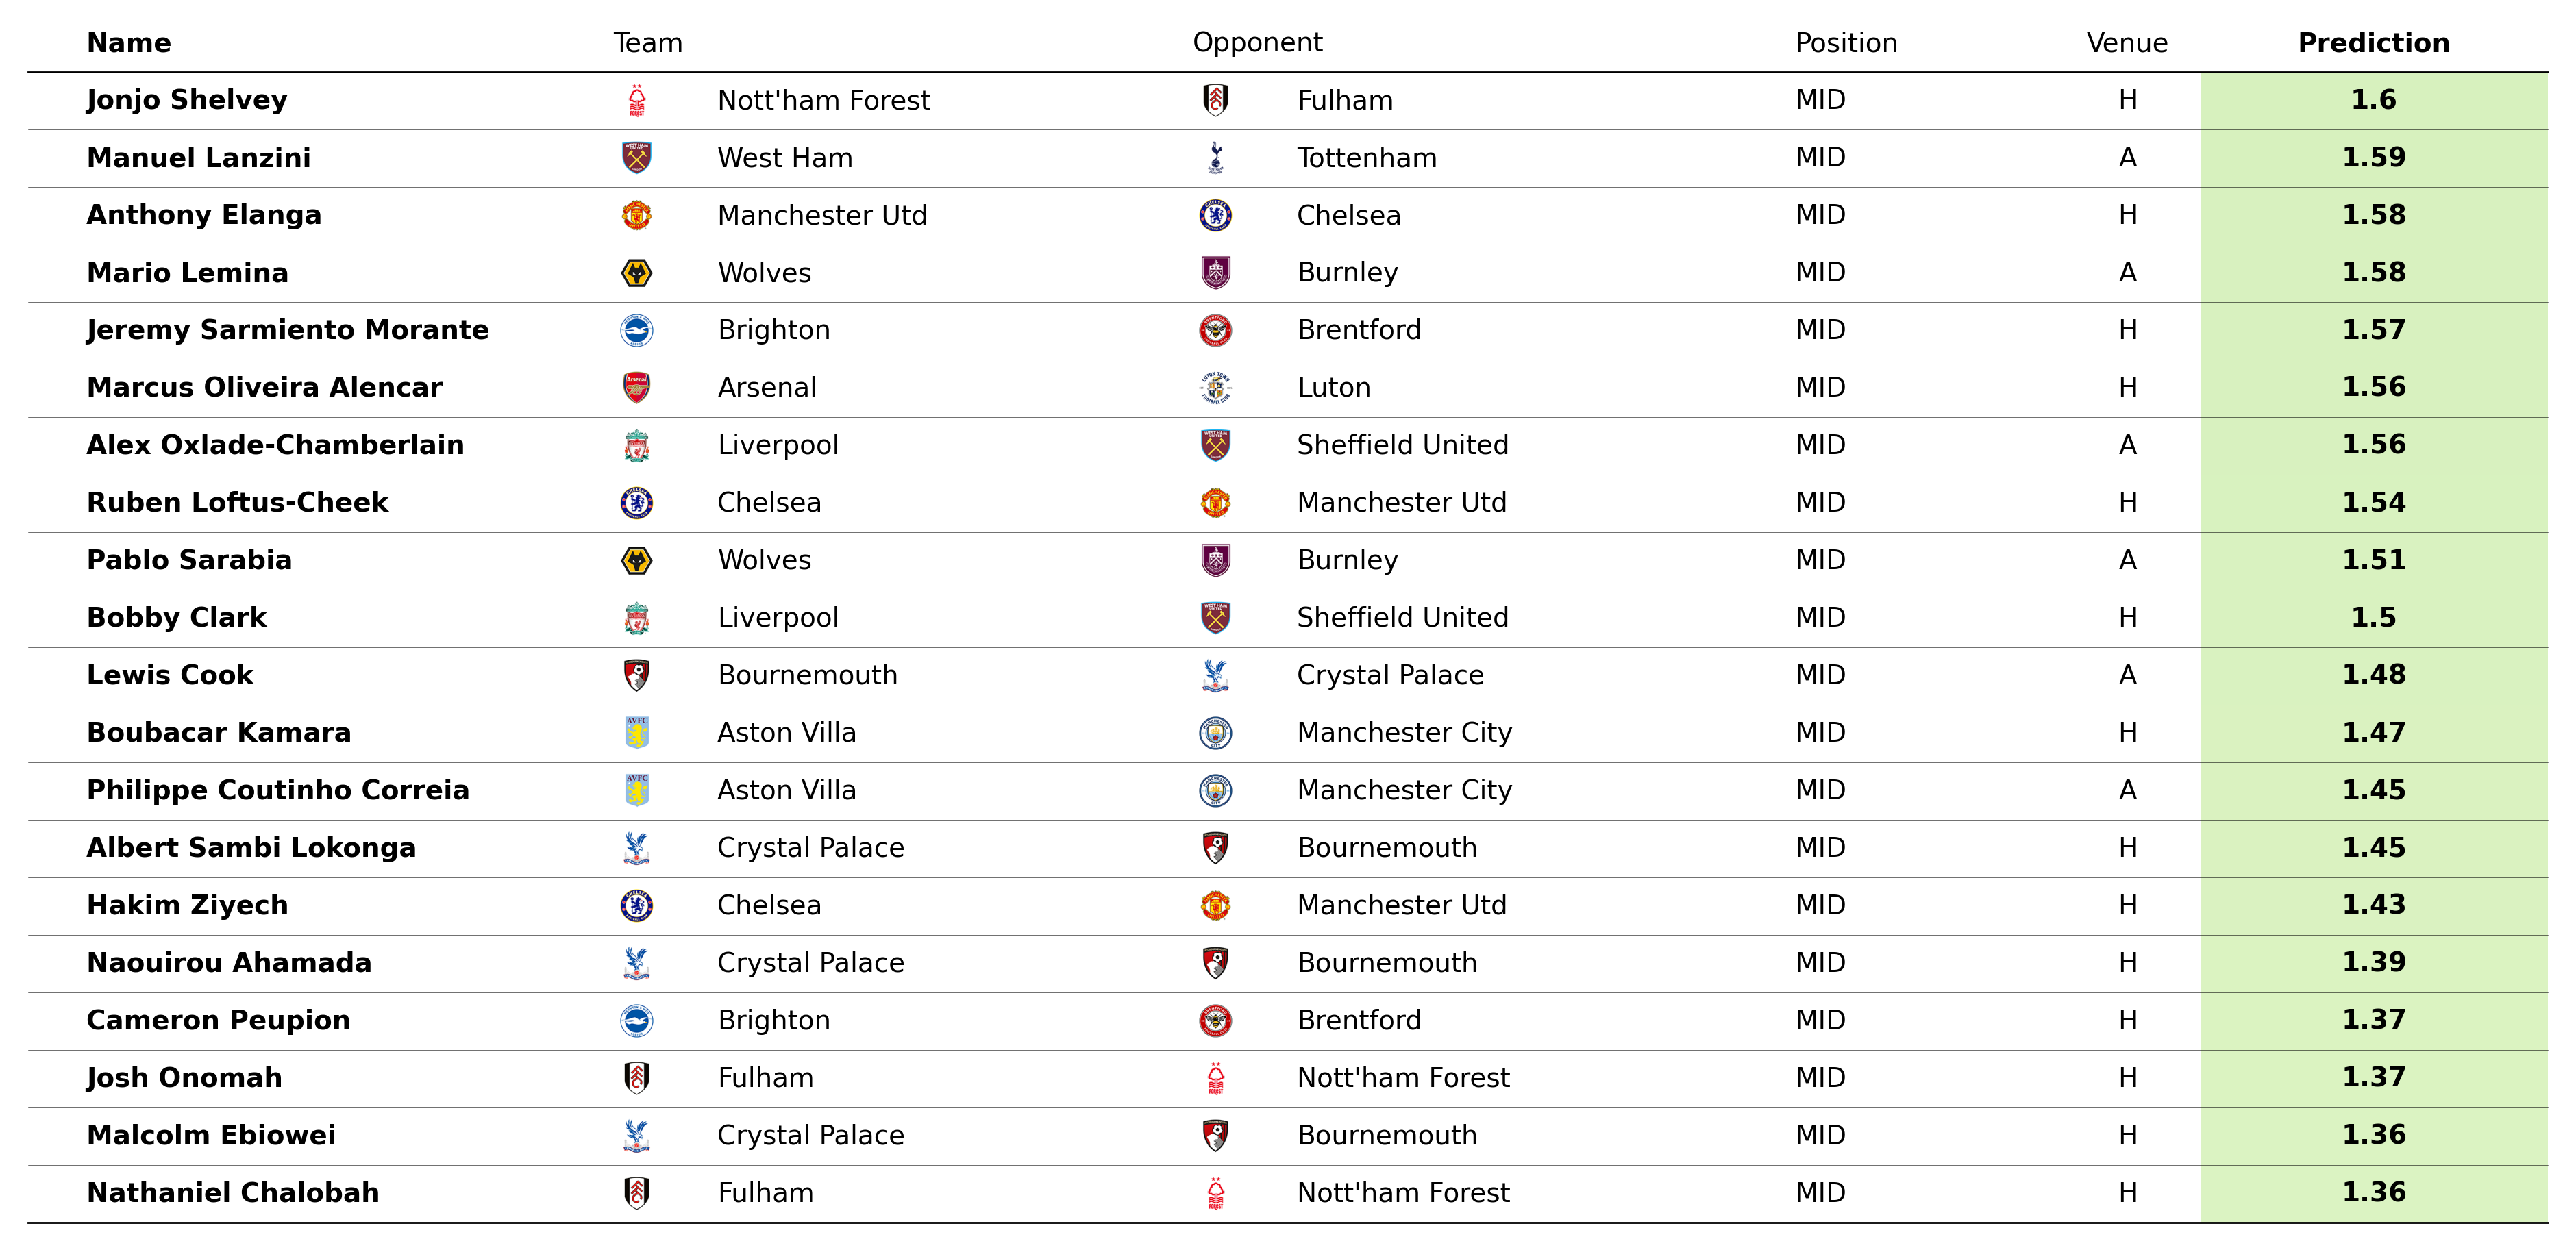 Name Team Opponent Position Venue Prediction
Jonjo Shelvey Nott'ham Forest Fulham MID H 1.6
Manuel Lanzini West Ham Tottenham MID A 1.59
Anthony Elanga Manchester Utd Chelsea MID H 1.58
Mario Lemina Wolves Burnley MID A 1.58
Jeremy Sarmiento Morante Brighton Brentford MID H 1.57
Marcus Oliveira Alencar Arsenal Luton MID H 1.56
Alex Oxlade-Chamberlain Liverpool Sheffield United MID A 1.56
Ruben Loftus-Cheek Chelsea Manchester Utd MID H 1.54
Pablo Sarabia Wolves Burnley MID A 1.51
Bobby Clark Liverpool Sheffield United MID H 1.5
Lewis Cook Bournemouth Crystal Palace MID A 1.48
Boubacar Kamara Aston Villa Manchester City MID H 1.47
Philippe Coutinho Correia Aston Villa Manchester City MID A 1.45
Albert Sambi Lokonga Crystal Palace Bournemouth MID H 1.45
Hakim Ziyech Chelsea Manchester Utd MID H 1.43
Naouirou Ahamada Crystal Palace Bournemouth MID H 1.39
Cameron Peupion Brighton Brentford MID H 1.37
Josh Onomah Fulham Nott'ham Forest MID H 1.37
Malcolm Ebiowei Crystal Palace Bournemouth MID H 1.36
Nathaniel Chalobah Fulham Nott'ham Forest MID H 1.36